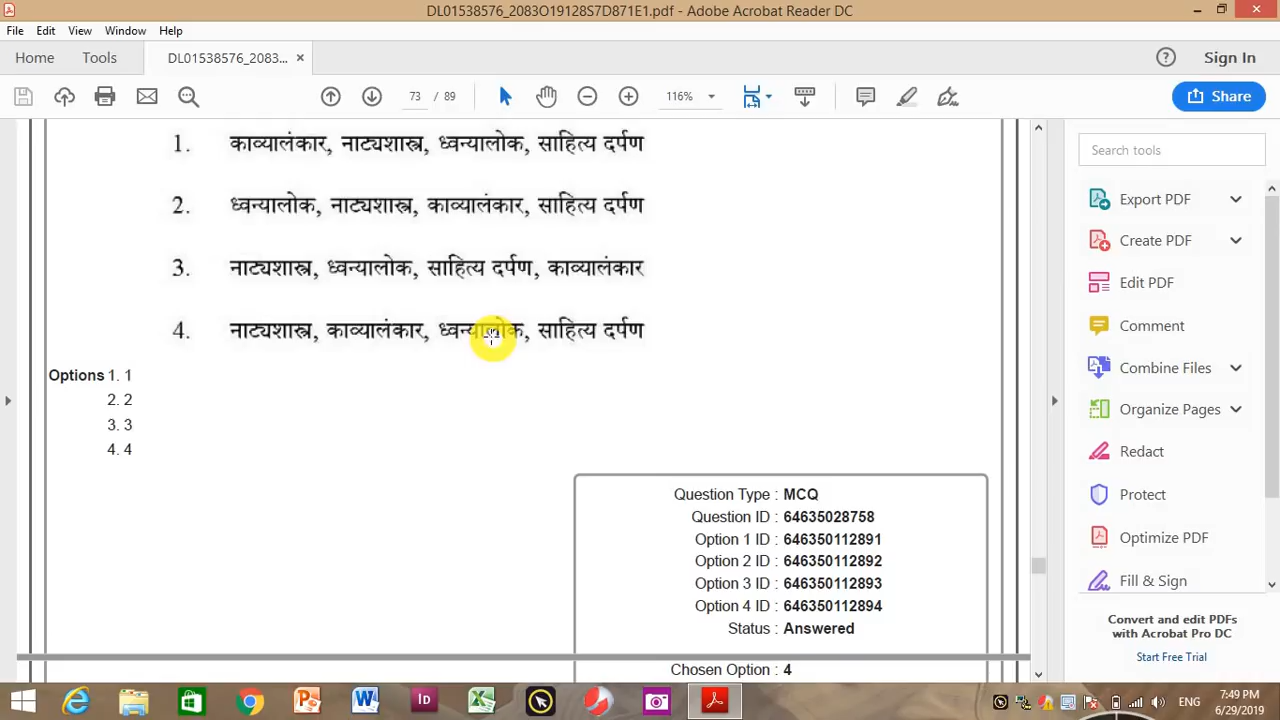 DL01538576_2083O19128S7D871E1.pdf - Adobe Acrobat Reader DC
File Edit View Window Help
Home Tools DL01538576_2083... × Sign In
73 / 89 116% Share
1. काव्यालंकार, नाट्यशास्त्र, ध्वन्यालोक, साहित्य दर्पण
2. ध्वन्यालोक, नाट्यशास्त्र, काव्यालंकार, साहित्य दर्पण
3. नाट्यशास्त्र, ध्वन्यालोक, साहित्य दर्पण, काव्यालंकार
4. नाट्यशास्त्र, काव्यालंकार, ध्वन्यालोक, साहित्य दर्पण
Options 1. 1
2. 2
3. 3
4. 4
Question Type : MCQ
Question ID : 64635028758
Option 1 ID : 646350112891
Option 2 ID : 646350112892
Option 3 ID : 646350112893
Option 4 ID : 646350112894
Status : Answered
Chosen Option : 4
Search tools
Export PDF
Create PDF
Edit PDF
Comment
Combine Files
Organize Pages
Redact
Protect
Optimize PDF
Fill & Sign
Convert and edit PDFs
with Acrobat Pro DC
Start Free Trial
ENG
7:49 PM
6/29/2019